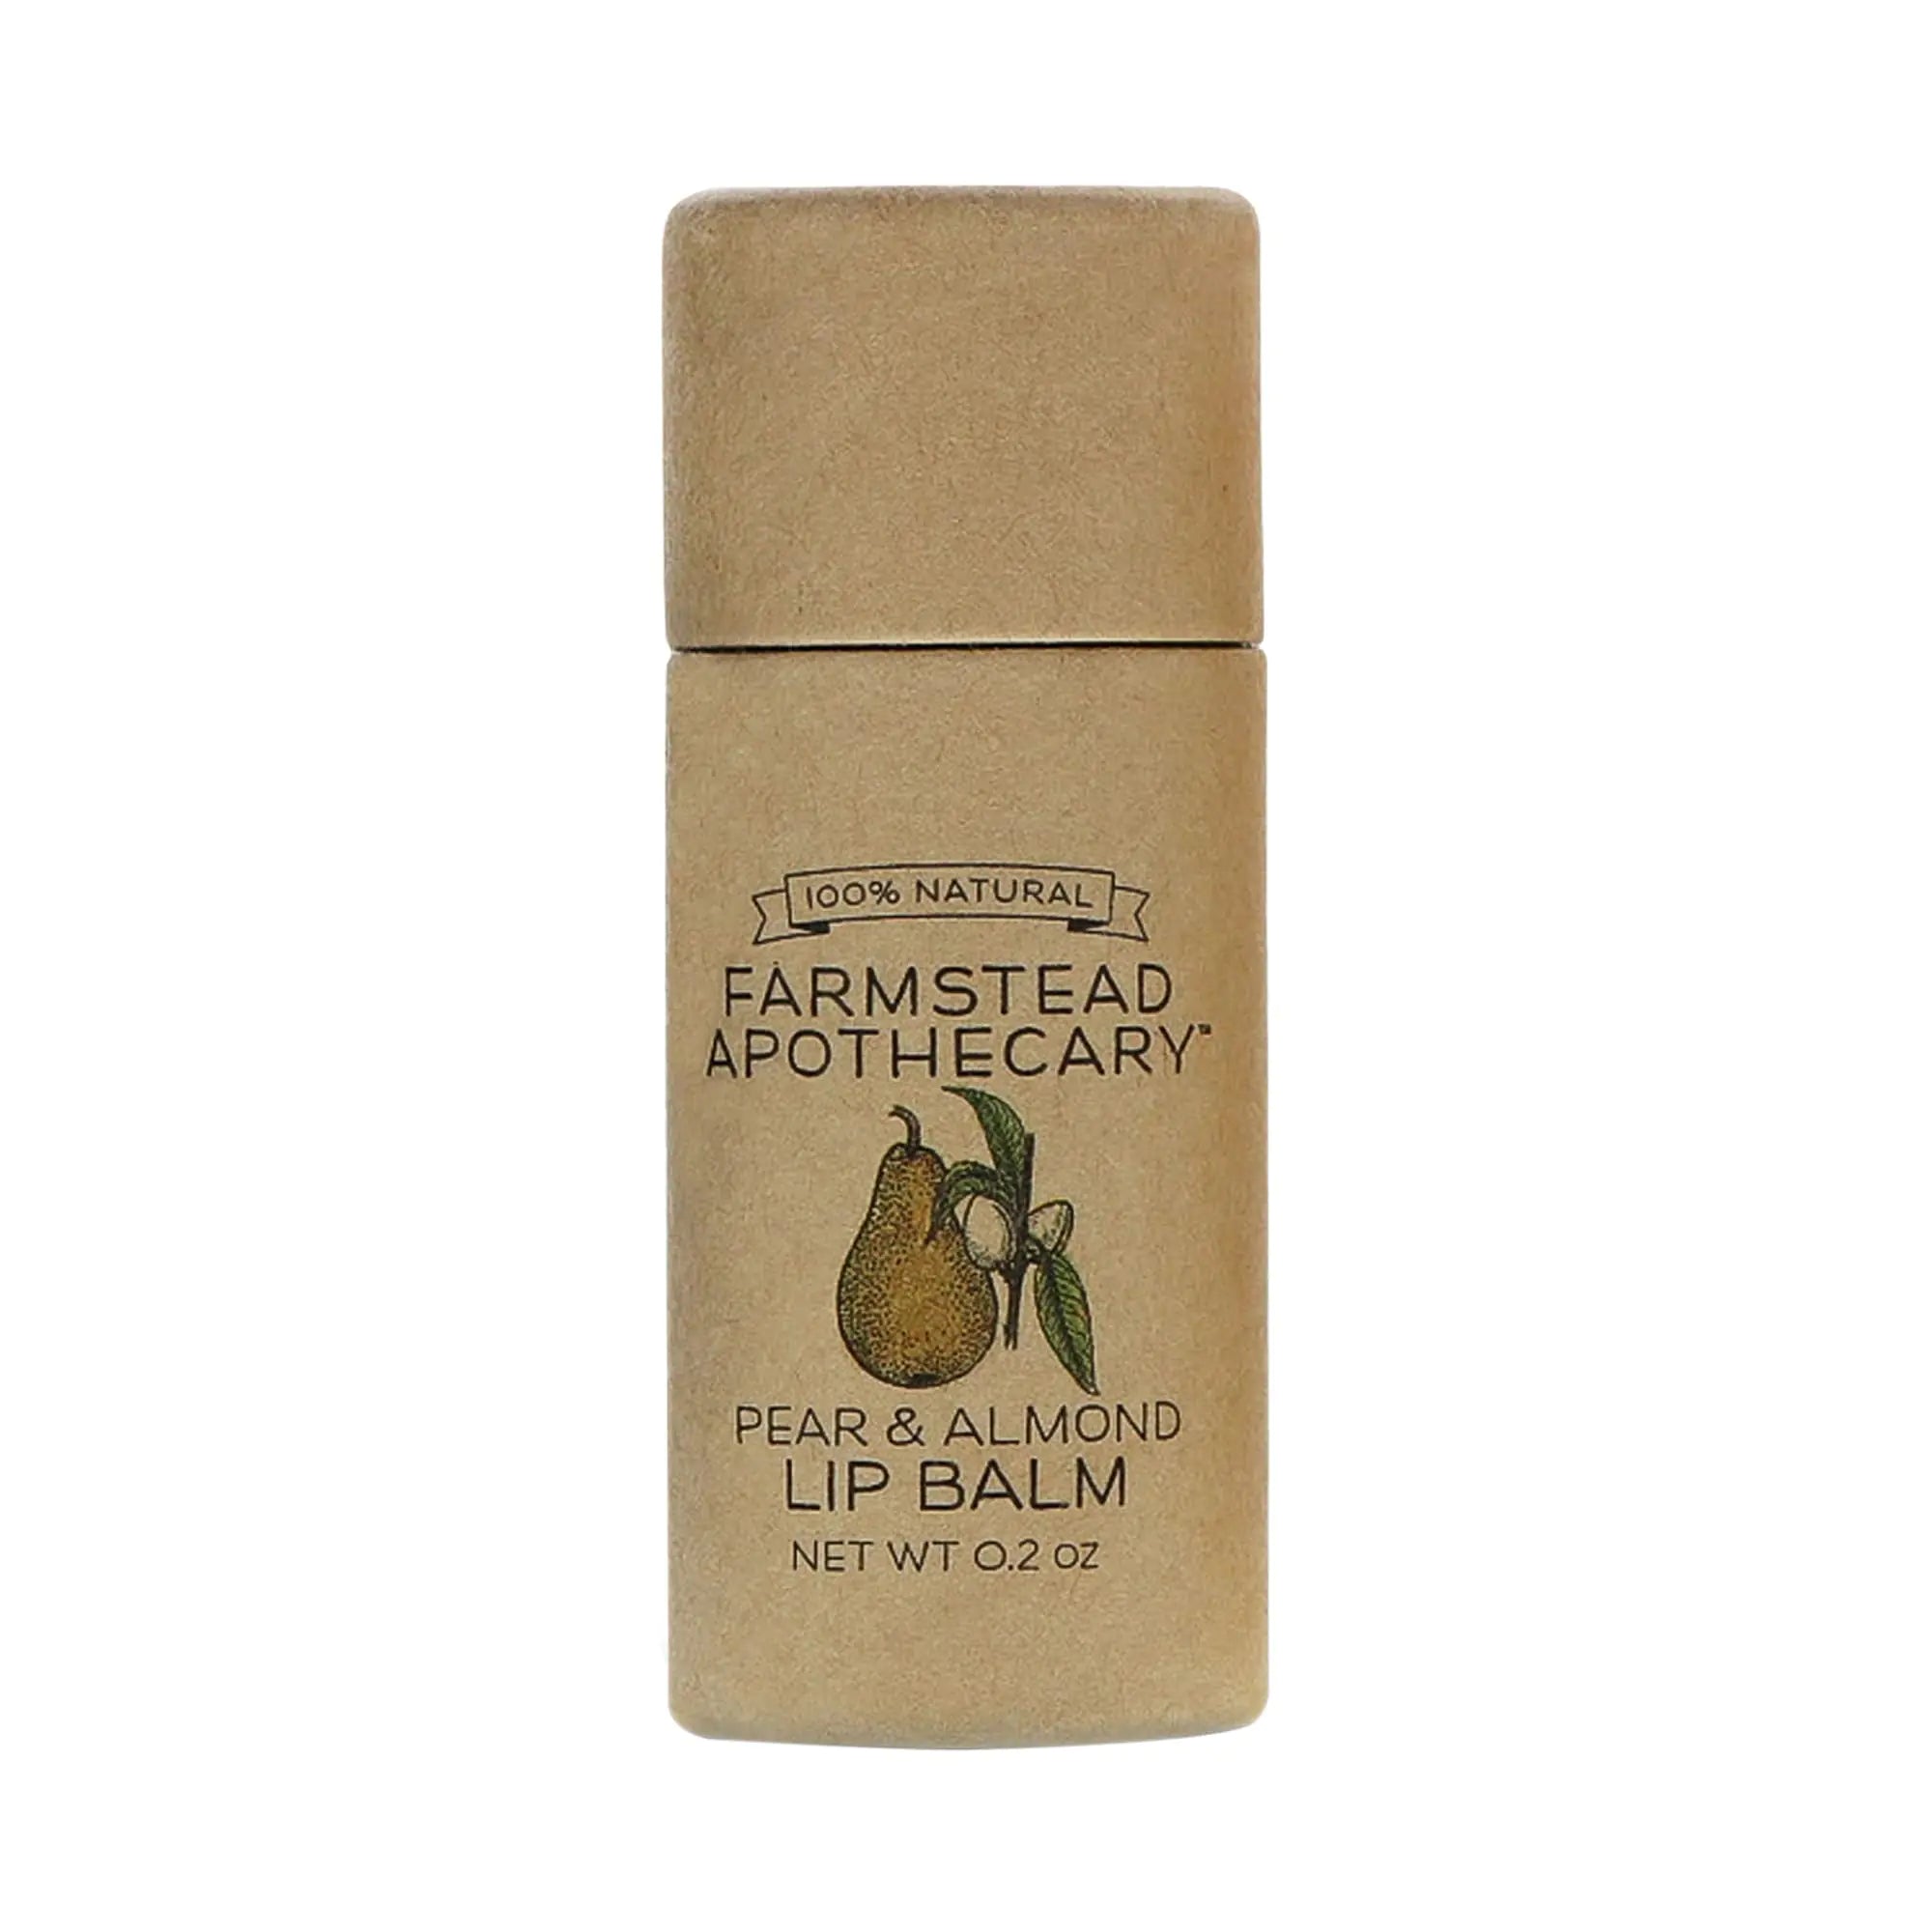 100% NATURAL
FARMSTEAD
APOTHECARY™
PEAR & ALMOND
LIP BALM
NET WT 0.2 OZ